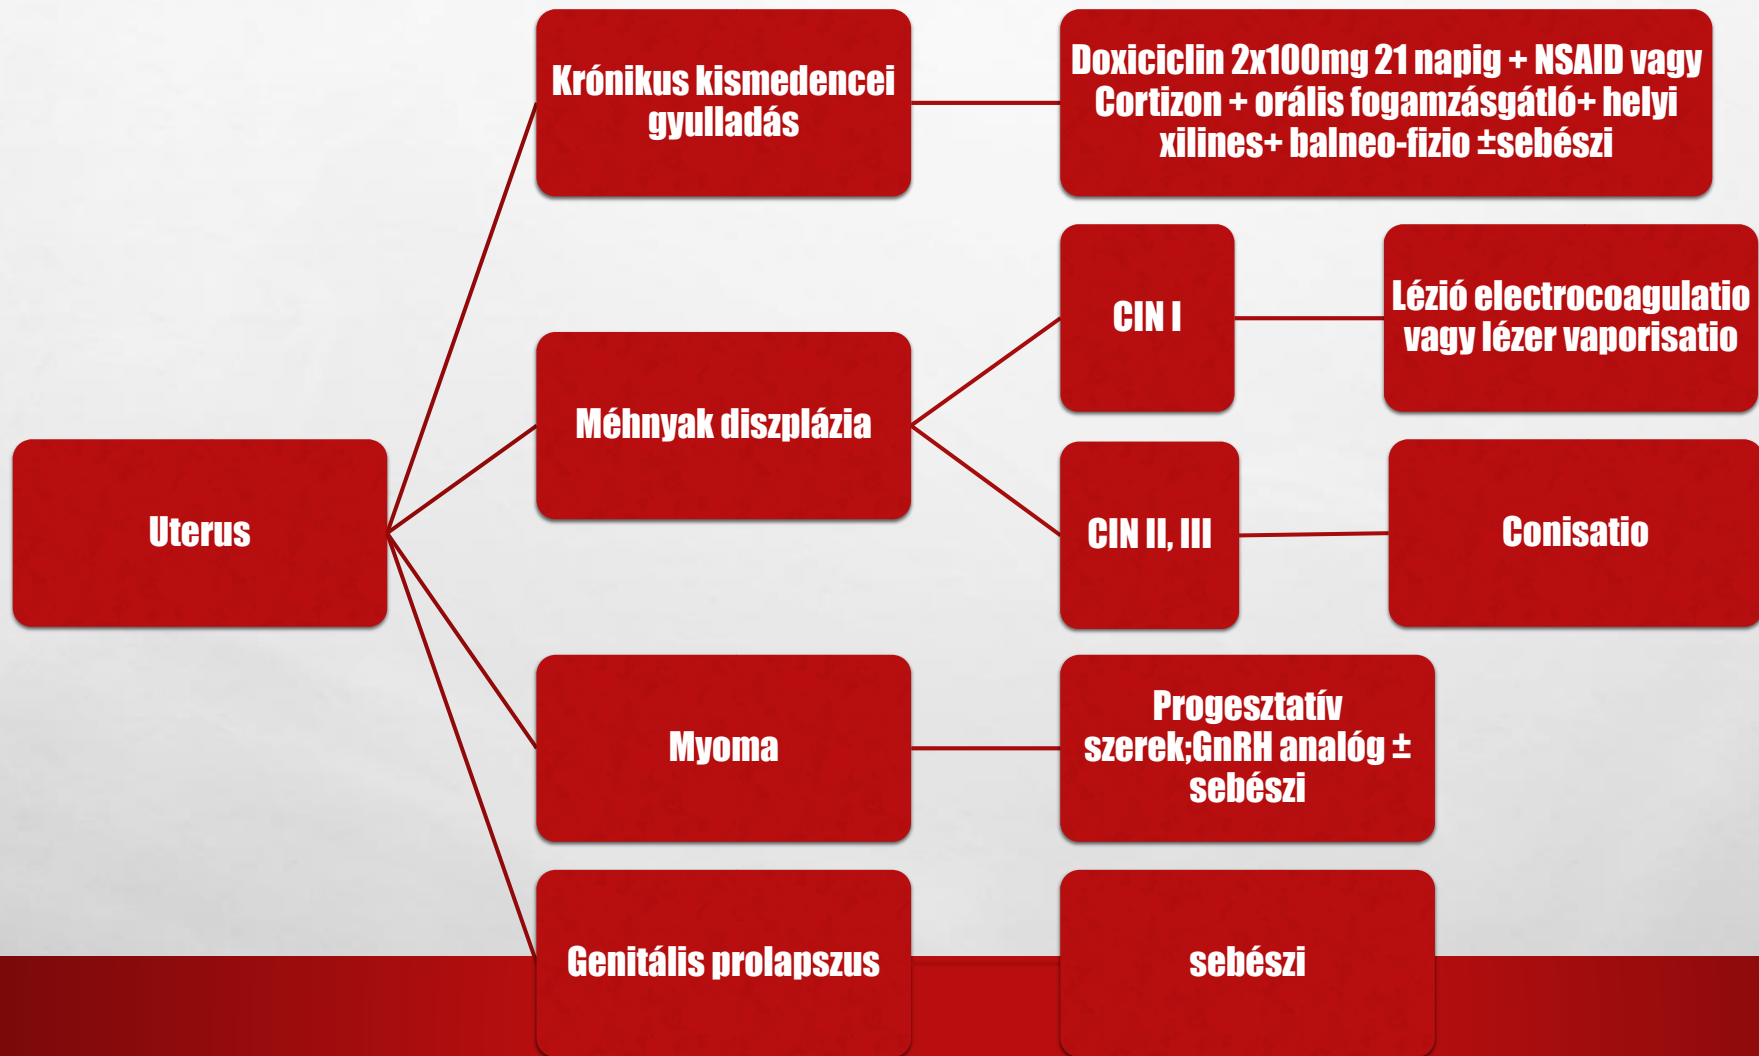 Uterus
Krónikus kismedencei
gyulladás
Doxiciclin 2x100mg 21 napig + NSAID vagy
Cortizon + orális fogamzásgátló+ helyi
xilines+ balneo-fizio ±sebészi
Méhnyak diszplázia
CIN I
Lézió electrocoagulatio
vagy lézer vaporisatio
CIN II, III
Conisatio
Myoma
Progesztatív
szerek;GnRH analóg ±
sebészi
Genitális prolapszus
sebészi